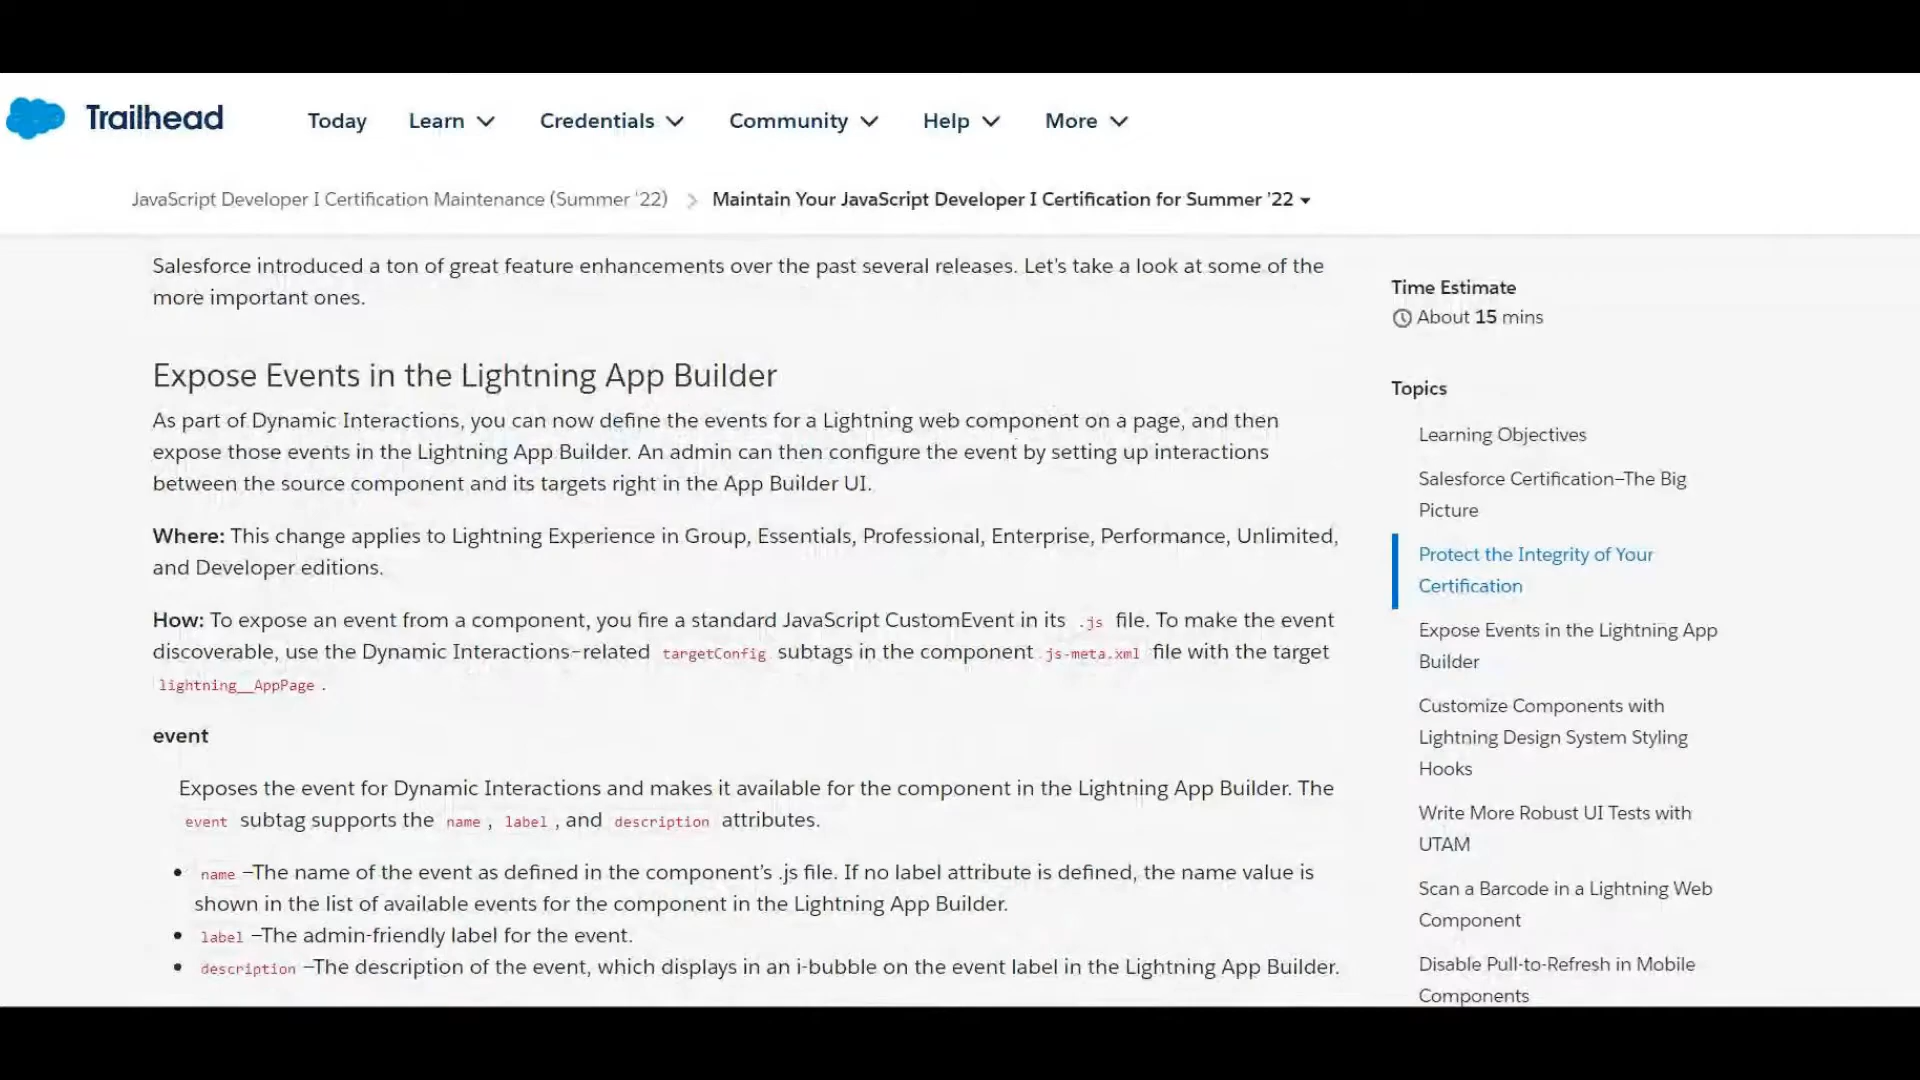 Trailhead
Today
Learn
Credentials
Community
Help
More
JavaScript Developer I Certification Maintenance (Summer '22)
Maintain Your JavaScript Developer I Certification for Summer '22
Salesforce introduced a ton of great feature enhancements over the past several releases. Let's take a look at some of the
more important ones.
Expose Events in the Lightning App Builder
As part of Dynamic Interactions, you can now define the events for a Lightning web component on a page, and then
expose those events in the Lightning App Builder. An admin can then configure the event by setting up interactions
between the source component and its targets right in the App Builder UI.
Where: This change applies to Lightning Experience in Group, Essentials, Professional, Enterprise, Performance, Unlimited,
and Developer editions.
How: To expose an event from a component, you fire a standard JavaScript CustomEvent in its .js file. To make the event
discoverable, use the Dynamic Interactions–related targetConfig subtags in the component js-meta.xml file with the target
lightning__AppPage .
event
Exposes the event for Dynamic Interactions and makes it available for the component in the Lightning App Builder. The
event subtag supports the name , label , and description attributes.
• name —The name of the event as defined in the component's .js file. If no label attribute is defined, the name value is
shown in the list of available events for the component in the Lightning App Builder.
• label —The admin-friendly label for the event.
• description —The description of the event, which displays in an i-bubble on the event label in the Lightning App Builder.
Time Estimate
About 15 mins
Topics
Learning Objectives
Salesforce Certification—The Big
Picture
Protect the Integrity of Your
Certification
Expose Events in the Lightning App
Builder
Customize Components with
Lightning Design System Styling
Hooks
Write More Robust UI Tests with
UTAM
Scan a Barcode in a Lightning Web
Component
Disable Pull-to-Refresh in Mobile
Components